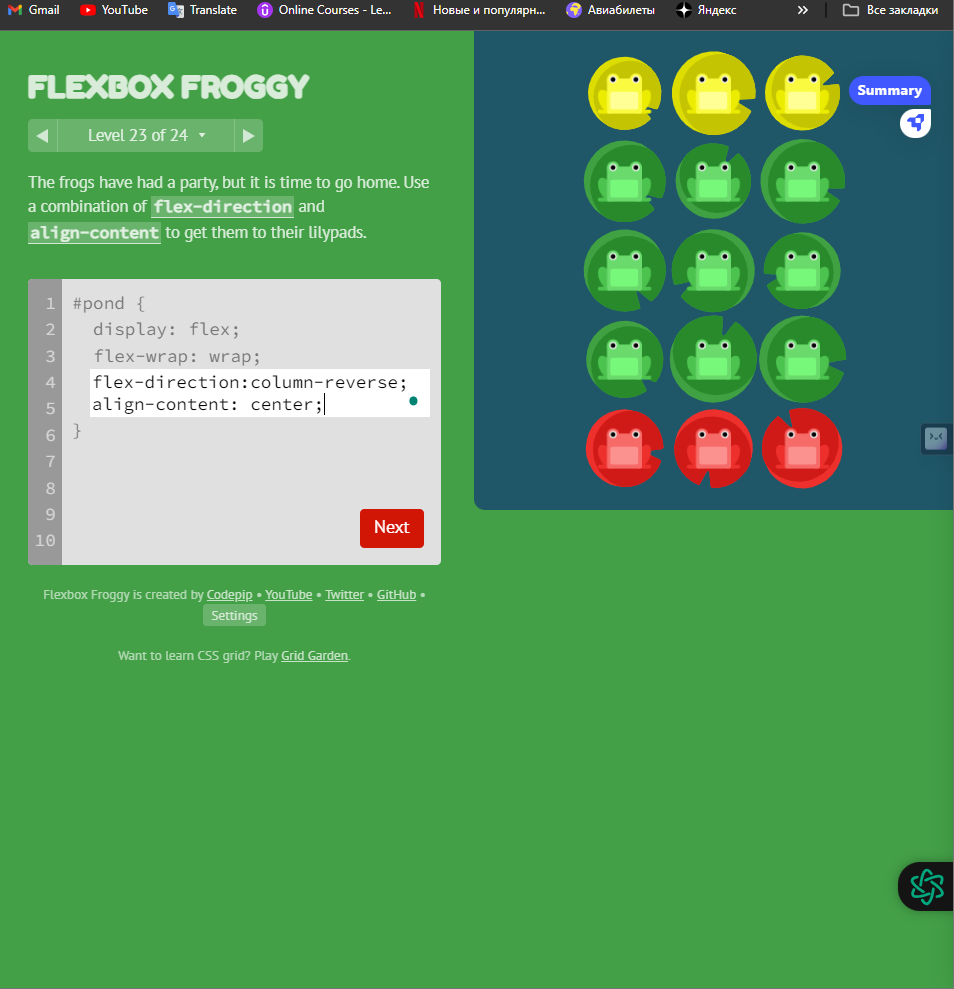 Gmail YouTube Translate Online Courses - Le... Новые и популярн... Авиабилеты Яндекс » Все закладки
FLEXBOX FROGGY
◀ Level 23 of 24 ▾ ▶
The frogs have had a party, but it is time to go home. Use
a combination of flex-direction and
align-content to get them to their lilypads.
1 #pond {
2 display: flex;
3 flex-wrap: wrap;
4 flex-direction:column-reverse;
5 align-content: center;
6 }
7
8
9
10
Next
Flexbox Froggy is created by Codepip • YouTube • Twitter • GitHub •
Settings
Want to learn CSS grid? Play Grid Garden.
Summary